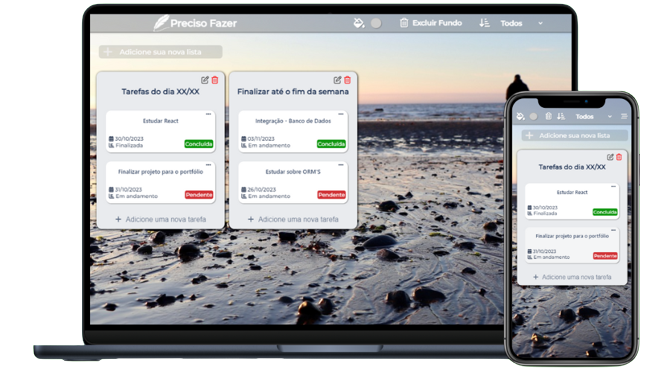 Preciso Fazer
Excluir Fundo
Todos
Adicione sua nova lista
Tarefas do dia XX/XX
Estudar React
30/10/2023
Finalizada
Concluída
Finalizar projeto para o portfólio
31/10/2023
Em andamento
Pendente
+ Adicione uma nova tarefa
Finalizar até o fim da semana
Integração - Banco de Dados
03/11/2023
Em andamento
Concluída
Estudar sobre ORM'S
26/10/2023
Em andamento
Pendente
+ Adicione uma nova tarefa
Todos
Adicione sua nova lista
Tarefas do dia XX/XX
Estudar React
30/10/2023
Finalizada
Concluída
Finalizar projeto para o portfólio
31/10/2023
Em andamento
Pendente
+ Adicione uma nova tarefa